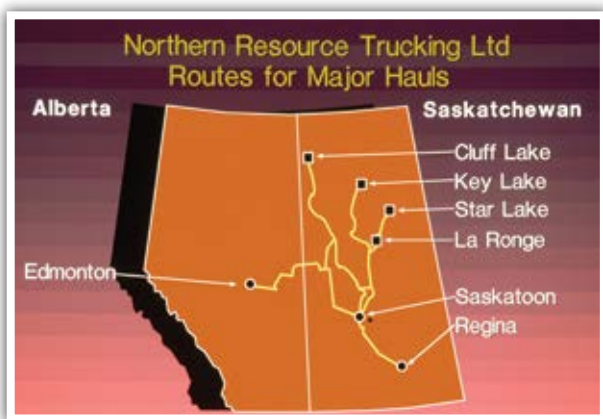 Northern Resource Trucking Ltd
Routes for Major Hauls
Alberta
Saskatchewan
Cluff Lake
Key Lake
Star Lake
La Ronge
Edmonton
Saskatoon
Regina